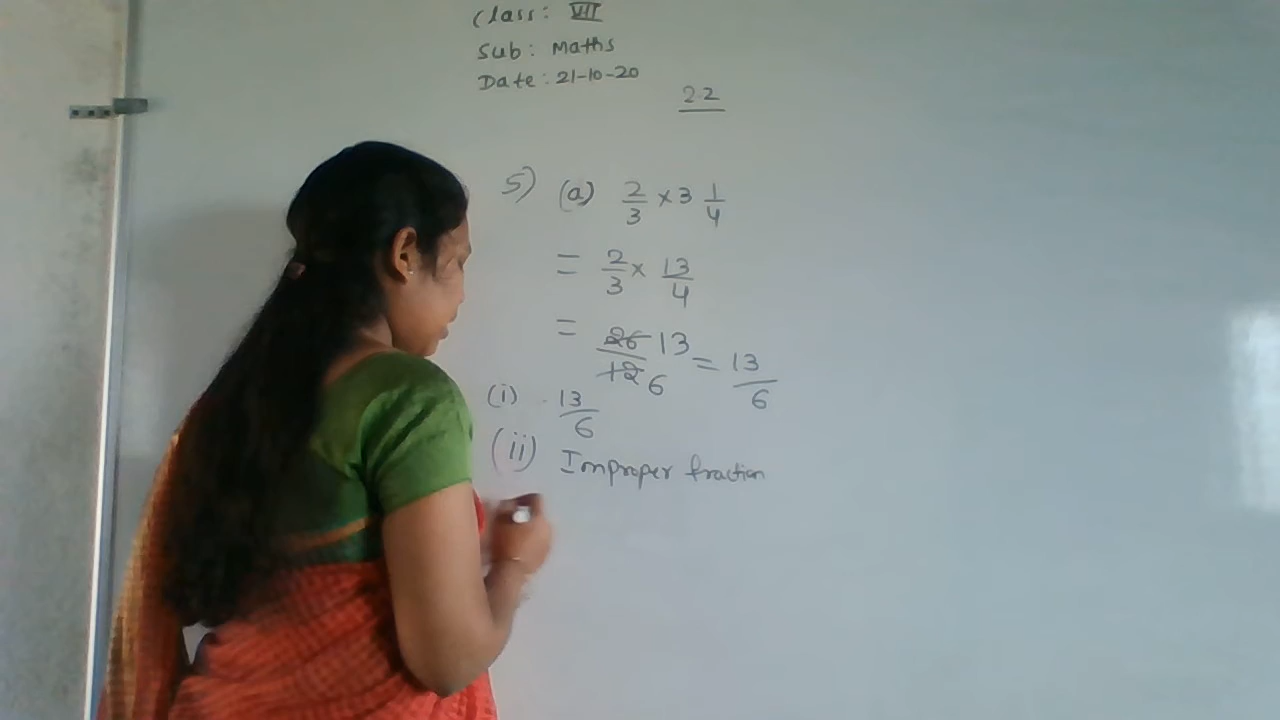 Class: VII
Sub: Maths
Date: 21-10-20
22
5) (a) 2/3 × 3 1/4
= 2/3 × 13/4
= 26/12 13/6 = 13/6
(i) 13/6
(ii) Improper fraction